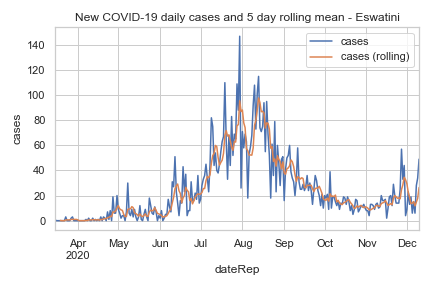 New COVID-19 daily cases and 5 day rolling mean - Eswatini
cases
cases (rolling)
140
120
100
80
60
40
20
0
cases
Apr May Jun Jul Aug Sep Oct Nov Dec
2020
dateRep